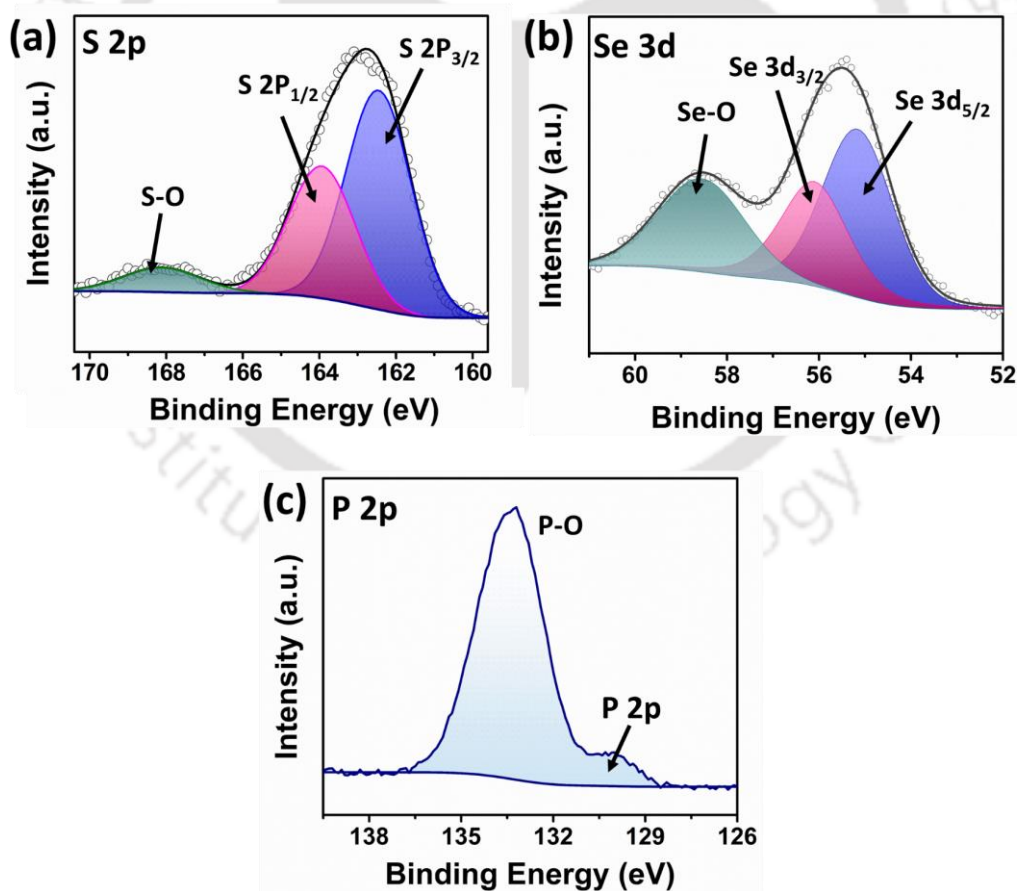 (a) S 2p
S 2P3/2
S 2P1/2
S-O
Intensity (a.u.)
170 168 166 164 162 160
Binding Energy (eV)
(b) Se 3d
Se 3d3/2
Se-O
Se 3d5/2
Intensity (a.u.)
60 58 56 54 52
Binding Energy (eV)
(c) P 2p
P-O
P 2p
Intensity (a.u.)
138 135 132 129 126
Binding Energy (eV)